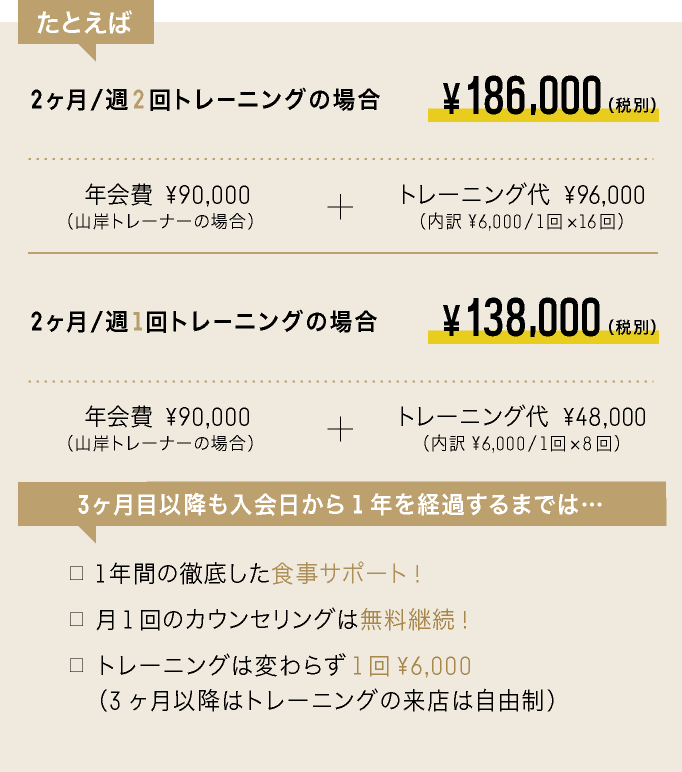 たとえば
2ヶ月/週2回トレーニングの場合 ¥186,000(税別)
年会費 ¥90,000 + トレーニング代 ¥96,000
(山岸トレーナーの場合) (内訳 ¥6,000/1回×16回)
2ヶ月/週1回トレーニングの場合 ¥138,000(税別)
年会費 ¥90,000 + トレーニング代 ¥48,000
(山岸トレーナーの場合) (内訳 ¥6,000/1回×8回)
3ヶ月目以降も入会日から1年を経過するまでは…
□ 1年間の徹底した食事サポート!
□ 月1回のカウンセリングは無料継続!
□ トレーニングは変わらず1回 ¥6,000
(3ヶ月以降はトレーニングの来店は自由制)